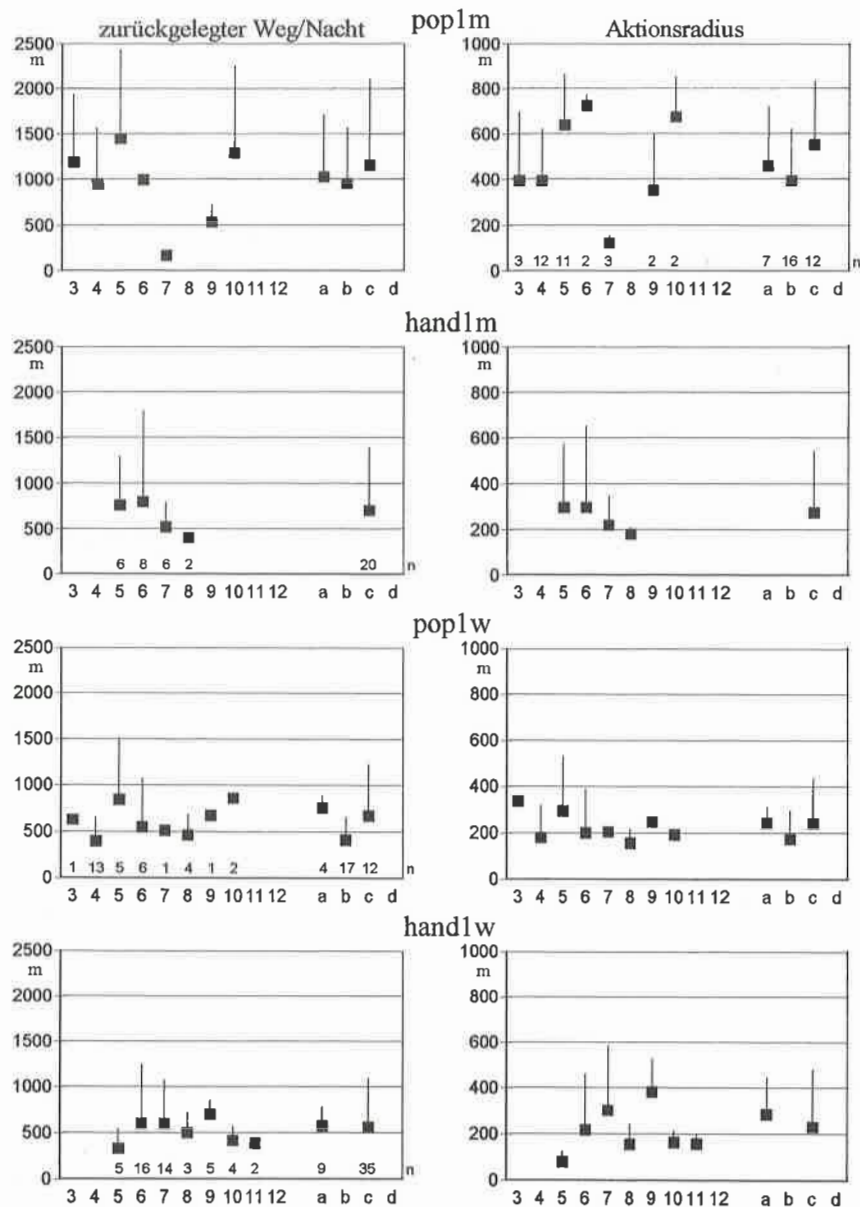 pop1m
zurückgelegter Weg/Nacht
2500
m
2000
1500
1000
500
0
3 4 5 6 7 8 9 10 11 12 a b c d
Aktionsradius
1000
m
800
600
400
200
0
3 12 11 2 3 2 2 7 16 12 n
3 4 5 6 7 8 9 10 11 12 a b c d
hand1m
2500
m
2000
1500
1000
500
0
6 8 6 2 20 n
3 4 5 6 7 8 9 10 11 12 a b c d
1000
m
800
600
400
200
0
3 4 5 6 7 8 9 10 11 12 a b c d
pop1w
2500
m
2000
1500
1000
500
0
1 13 5 6 1 4 1 2 4 17 12 n
3 4 5 6 7 8 9 10 11 12 a b c d
1000
m
800
600
400
200
0
3 4 5 6 7 8 9 10 11 12 a b c d
hand1w
2500
m
2000
1500
1000
500
0
5 16 14 3 5 4 2 9 35 n
3 4 5 6 7 8 9 10 11 12 a b c d
1000
m
800
600
400
200
0
3 4 5 6 7 8 9 10 11 12 a b c d